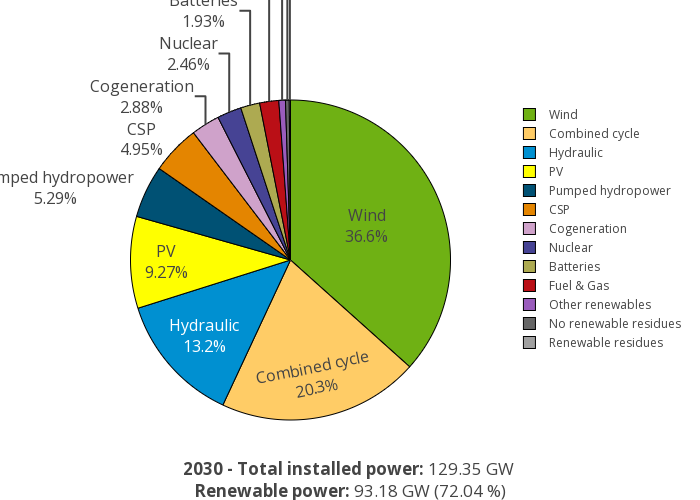 Batteries
1.93%
Nuclear
2.46%
Cogeneration
2.88%
CSP
4.95%
mped hydropower
5.29%
PV
9.27%
Hydraulic
13.2%
Combined cycle
20.3%
Wind
36.6%
Wind
Combined cycle
Hydraulic
PV
Pumped hydropower
CSP
Cogeneration
Nuclear
Batteries
Fuel & Gas
Other renewables
No renewable residues
Renewable residues
2030 - Total installed power: 129.35 GW
Renewable power: 93.18 GW (72.04 %)